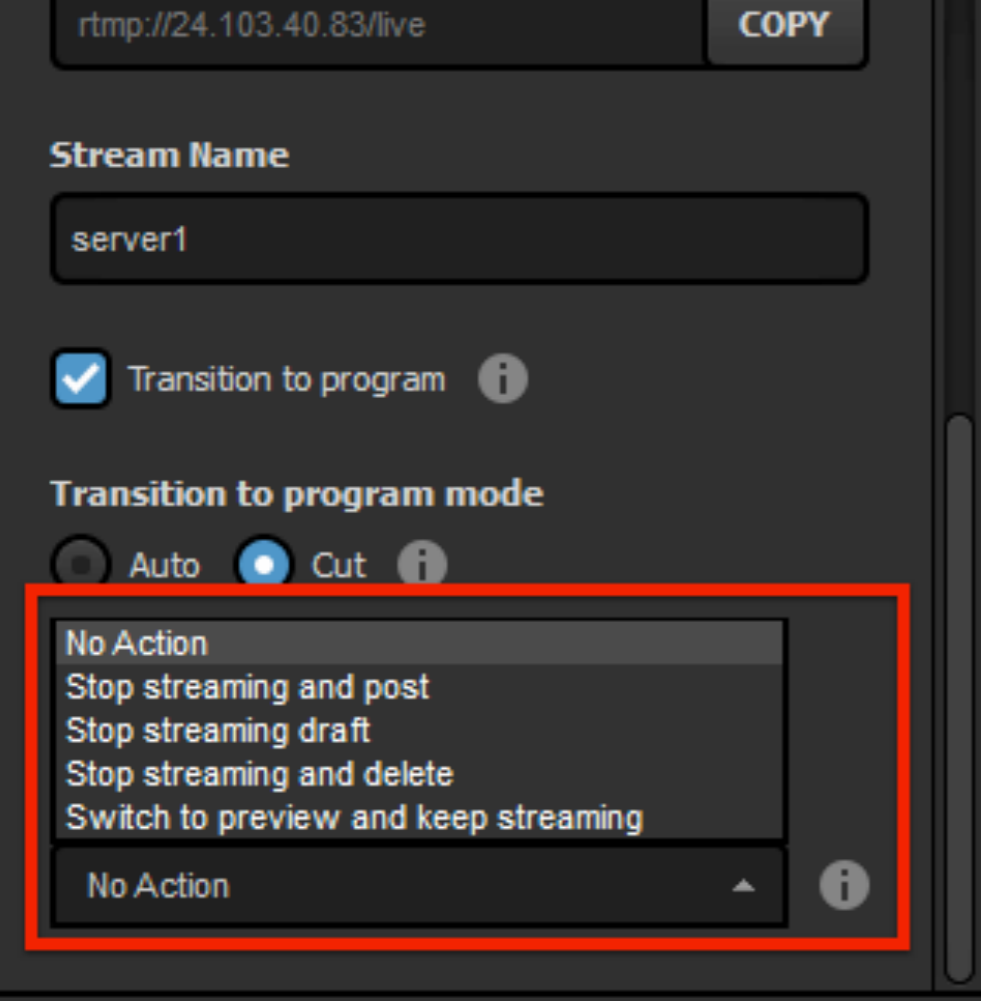 rtmp://24.103.40.83/live COPY
Stream Name
server1
Transition to program i
Transition to program mode
Auto Cut i
No Action
Stop streaming and post
Stop streaming draft
Stop streaming and delete
Switch to preview and keep streaming
No Action i